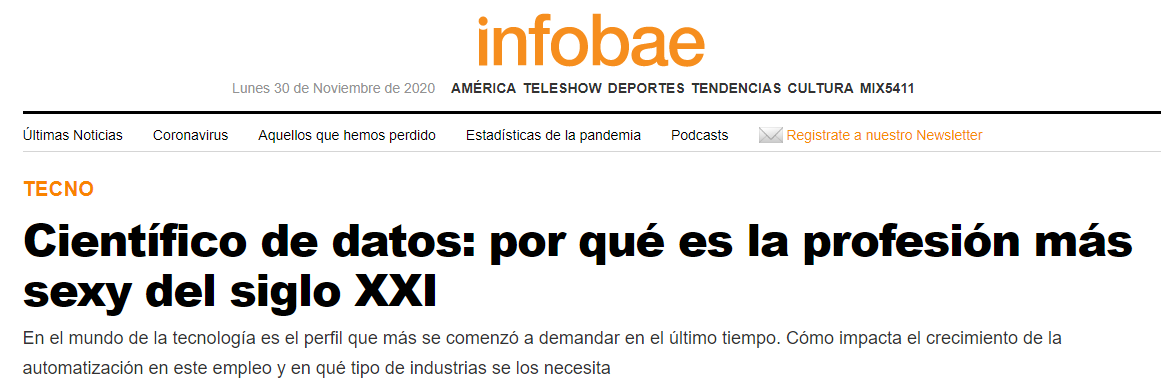 infobae
Lunes 30 de Noviembre de 2020 AMÉRICA TELESHOW DEPORTES TENDENCIAS CULTURA MIX5411
Últimas Noticias Coronavirus Aquellos que hemos perdido Estadísticas de la pandemia Podcasts Registrate a nuestro Newsletter
TECNO
Científico de datos: por qué es la profesión más
sexy del siglo XXI
En el mundo de la tecnología es el perfil que más se comenzó a demandar en el último tiempo. Cómo impacta el crecimiento de la
automatización en este empleo y en qué tipo de industrias se los necesita